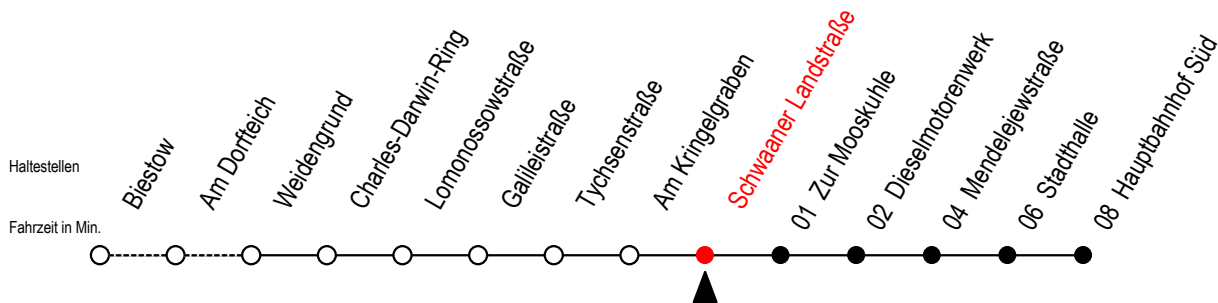 Haltestellen
Fahrzeit in Min.
Biestow
Am Dorfteich
Weidengrund
Charles-Darwin-Ring
Lomonossowstraße
Galileistraße
Tychsenstraße
Am Kringelgraben
Schwaaner Landstraße
01 Zur Mooskuhle
02 Dieselmotorenwerk
04 Mendelejewstraße
06 Stadthalle
08 Hauptbahnhof Süd